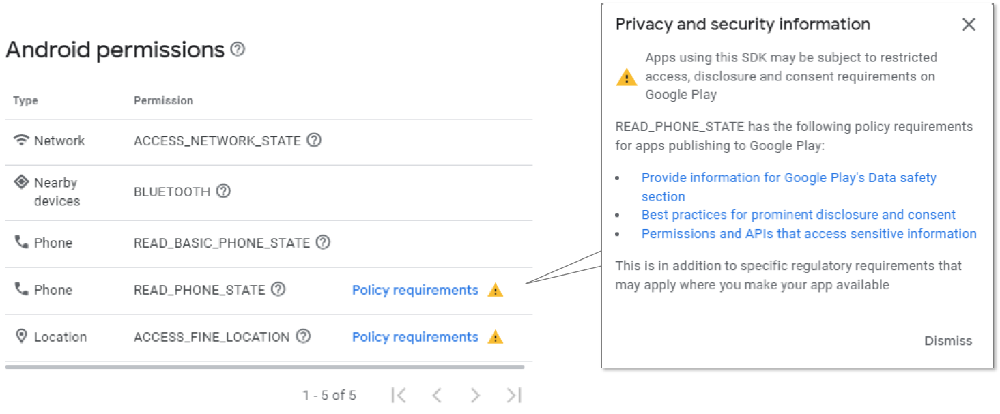 Android permissions
Type Permission
Network ACCESS_NETWORK_STATE
Nearby
devices
BLUETOOTH
Phone READ_BASIC_PHONE_STATE
Phone READ_PHONE_STATE Policy requirements
Location ACCESS_FINE_LOCATION Policy requirements
1 - 5 of 5
Privacy and security information
Apps using this SDK may be subject to restricted
access, disclosure and consent requirements on
Google Play
READ_PHONE_STATE has the following policy requirements
for apps publishing to Google Play:
• Provide information for Google Play's Data safety
section
• Best practices for prominent disclosure and consent
• Permissions and APIs that access sensitive information
This is in addition to specific regulatory requirements that
may apply where you make your app available
Dismiss